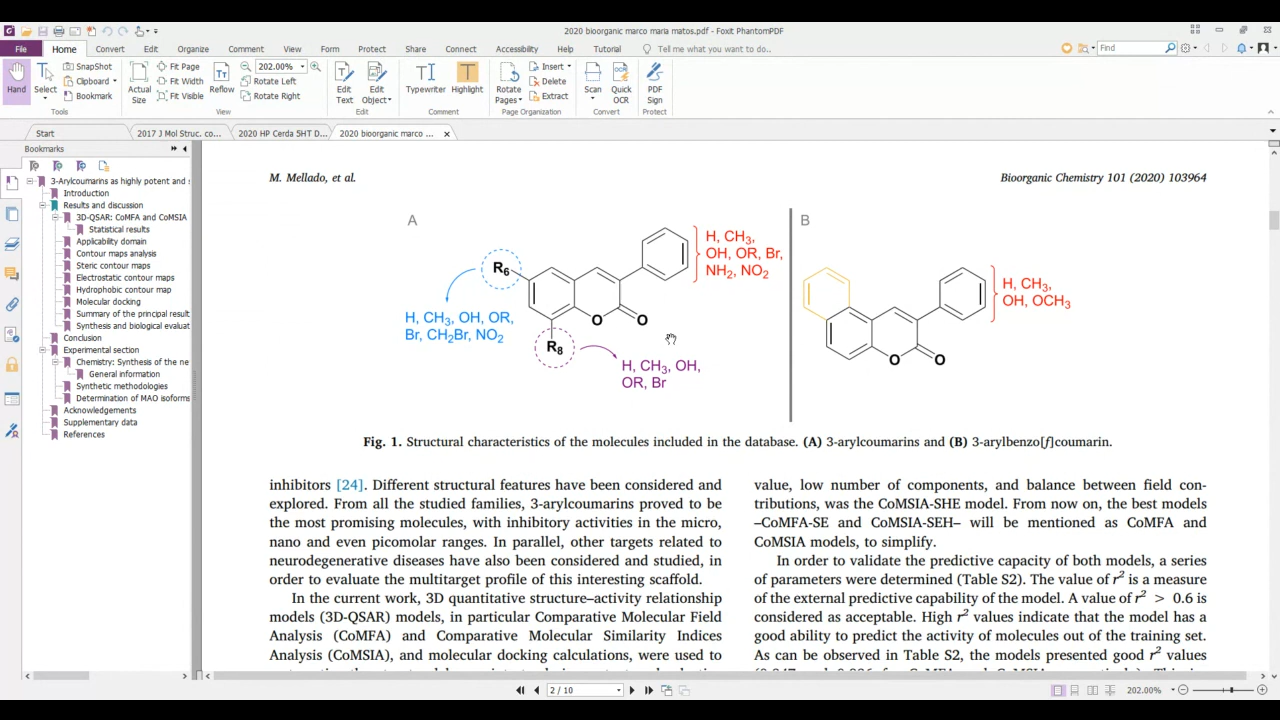 2020 bioorganic marco maria matos.pdf - Foxit PhantomPDF
File Home Convert Edit Organize Comment View Form Protect Share Connect Accessibility Help Tutorial Tell me what you want to do.. Find
Hand
Select
SnapShot
Clipboard
Bookmark
Tools
Actual Size
Fit Page
Fit Width
Fit Visible
Reflow
202.00%
Rotate Left
Rotate Right
View
Edit Text
Edit Object
Edit
Typewriter
Highlight
Comment
Rotate Pages
Insert
Delete
Extract
Page Organization
Scan
Quick OCR
Convert
PDF Sign
Protect
Start 2017 J Mol Struc. co... 2020 HP Cerda 5HT D... 2020 bioorganic marco ...
Bookmarks
3-Arylcoumarins as highly potent and s
Introduction
Results and discussion
3D-QSAR: CoMFA and CoMSIA
Statistical results
Applicability domain
Contour maps analysis
Steric contour maps
Electrostatic contour maps
Hydrophobic contour map
Molecular docking
Summary of the principal result
Synthesis and biological evaluat
Conclusion
Experimental section
Chemistry: Synthesis of the ne
General information
Synthetic methodologies
Determination of MAO isoforms
Acknowledgements
Supplementary data
References
M. Mellado, et al.
Bioorganic Chemistry 101 (2020) 103964
A
R6
H, CH3, OH, OR,
Br, CH2Br, NO2
H, CH3,
OH, OR, Br,
NH2, NO2
O O
R8
H, CH3, OH,
OR, Br
B
H, CH3,
OH, OCH3
O O
Fig. 1. Structural characteristics of the molecules included in the database. (A) 3-arylcoumarins and (B) 3-arylbenzo[f]coumarin.
inhibitors [24]. Different structural features have been considered and
explored. From all the studied families, 3-arylcoumarins proved to be
the most promising molecules, with inhibitory activities in the micro,
nano and even picomolar ranges. In parallel, other targets related to
neurodegenerative diseases have also been considered and studied, in
order to evaluate the multitarget profile of this interesting scaffold.
In the current work, 3D quantitative structure–activity relationship
models (3D-QSAR) models, in particular Comparative Molecular Field
Analysis (CoMFA) and Comparative Molecular Similarity Indices
Analysis (CoMSIA), and molecular docking calculations, were used to
value, low number of components, and balance between field con-
tributions, was the CoMSIA-SHE model. From now on, the best models
–CoMFA-SE and CoMSIA-SEH– will be mentioned as CoMFA and
CoMSIA models, to simplify.
In order to validate the predictive capacity of both models, a series
of parameters were determined (Table S2). The value of r2 is a measure
of the external predictive capability of the model. A value of r2 > 0.6 is
considered as acceptable. High r2 values indicate that the model has a
good ability to predict the activity of molecules out of the training set.
As can be observed in Table S2, the models presented good r2 values
2 / 10
202.00%